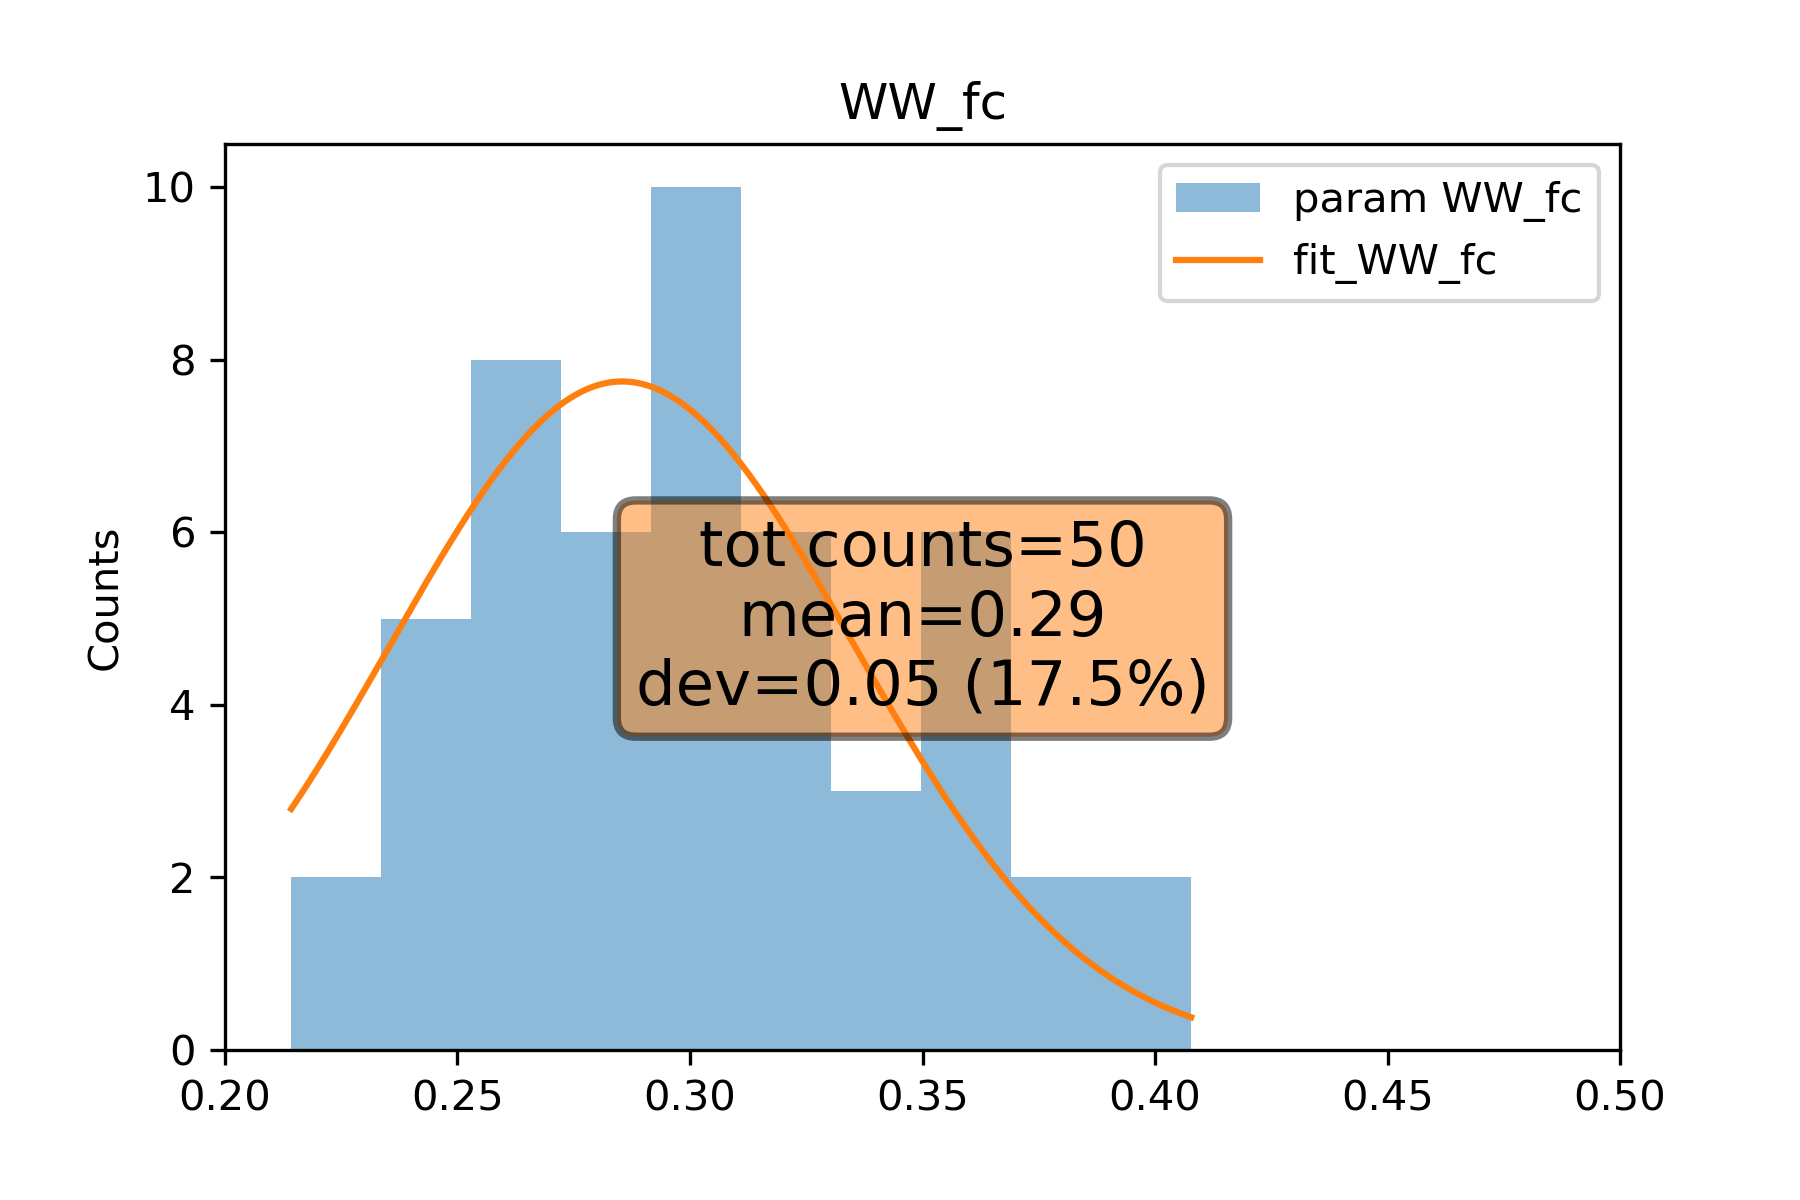 WW_fc
10
8
6
4
2
0
Counts
param WW_fc
fit_WW_fc
tot counts=50
mean=0.29
dev=0.05 (17.5%)
0.20 0.25 0.30 0.35 0.40 0.45 0.50